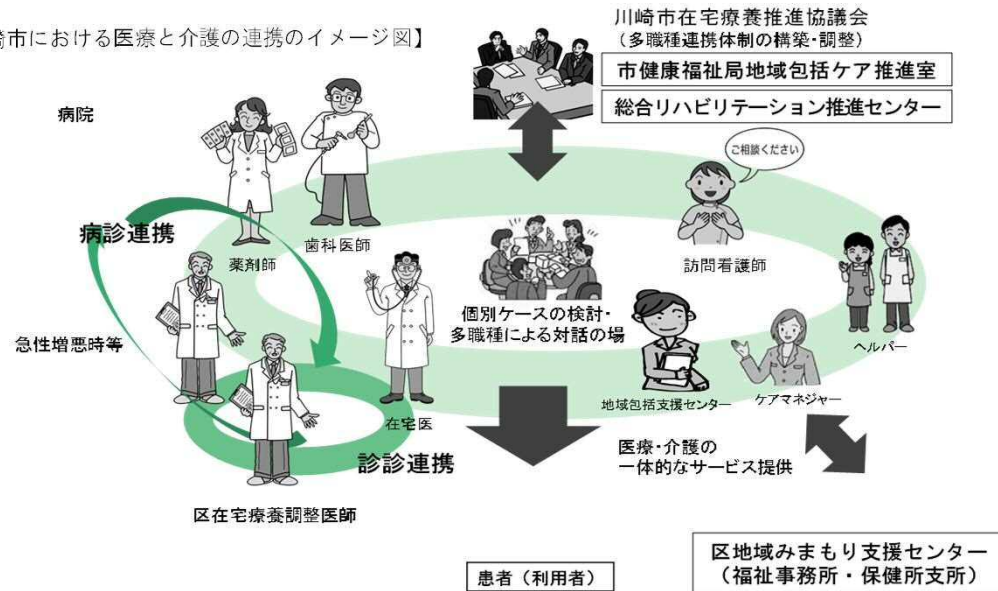 市における医療と介護の連携のイメージ図】
川崎市在宅療養推進協議会
（多職種連携体制の構築・調整）
市健康福祉局地域包括ケア推進室
総合リハビリテーション推進センター
病院
ご相談ください
病診連携
薬剤師
歯科医師
訪問看護師
個別ケースの検討・
多職種による対話の場
急性増悪時等
ヘルパー
在宅医
地域包括支援センター
ケアマネジャー
診診連携
医療・介護の
一体的なサービス提供
区在宅療養調整医師
患者（利用者）
区地域みまもり支援センター
（福祉事務所・保健所支所）